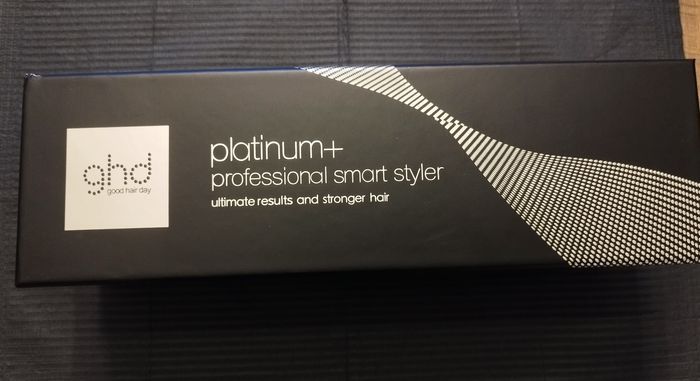 ghd
good hair day
platinum+
professional smart styler
ultimate results and stronger hair